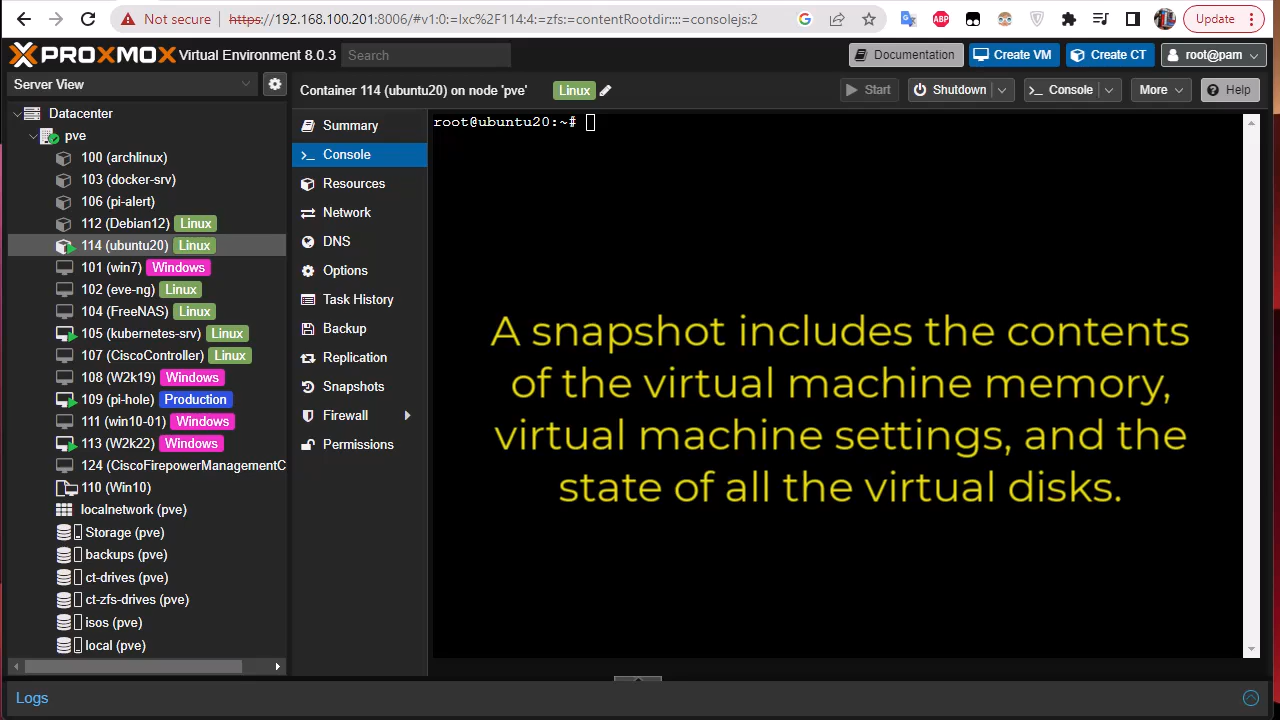 Not secure https://192.168.100.201:8006/#v1:0:=lxc%2F114:4:=zfs:=contentRootdir::::=consolejs:2
ABP
Update
PROXMOX Virtual Environment 8.0.3
Search
Documentation
Create VM
Create CT
root@pam
Server View
Container 114 (ubuntu20) on node 'pve'
Linux
Start
Shutdown
Console
More
Help
Datacenter
pve
100 (archlinux)
103 (docker-srv)
106 (pi-alert)
112 (Debian12) Linux
114 (ubuntu20) Linux
101 (win7) Windows
102 (eve-ng) Linux
104 (FreeNAS) Linux
105 (kubernetes-srv) Linux
107 (CiscoController) Linux
108 (W2k19) Windows
109 (pi-hole) Production
111 (win10-01) Windows
113 (W2k22) Windows
124 (CiscoFirepowerManagementC
110 (Win10)
localnetwork (pve)
Storage (pve)
backups (pve)
ct-drives (pve)
ct-zfs-drives (pve)
isos (pve)
local (pve)
Summary
Console
Resources
Network
DNS
Options
Task History
Backup
Replication
Snapshots
Firewall
Permissions
root@ubuntu20:~#
A snapshot includes the contents
of the virtual machine memory,
virtual machine settings, and the
state of all the virtual disks.
Logs